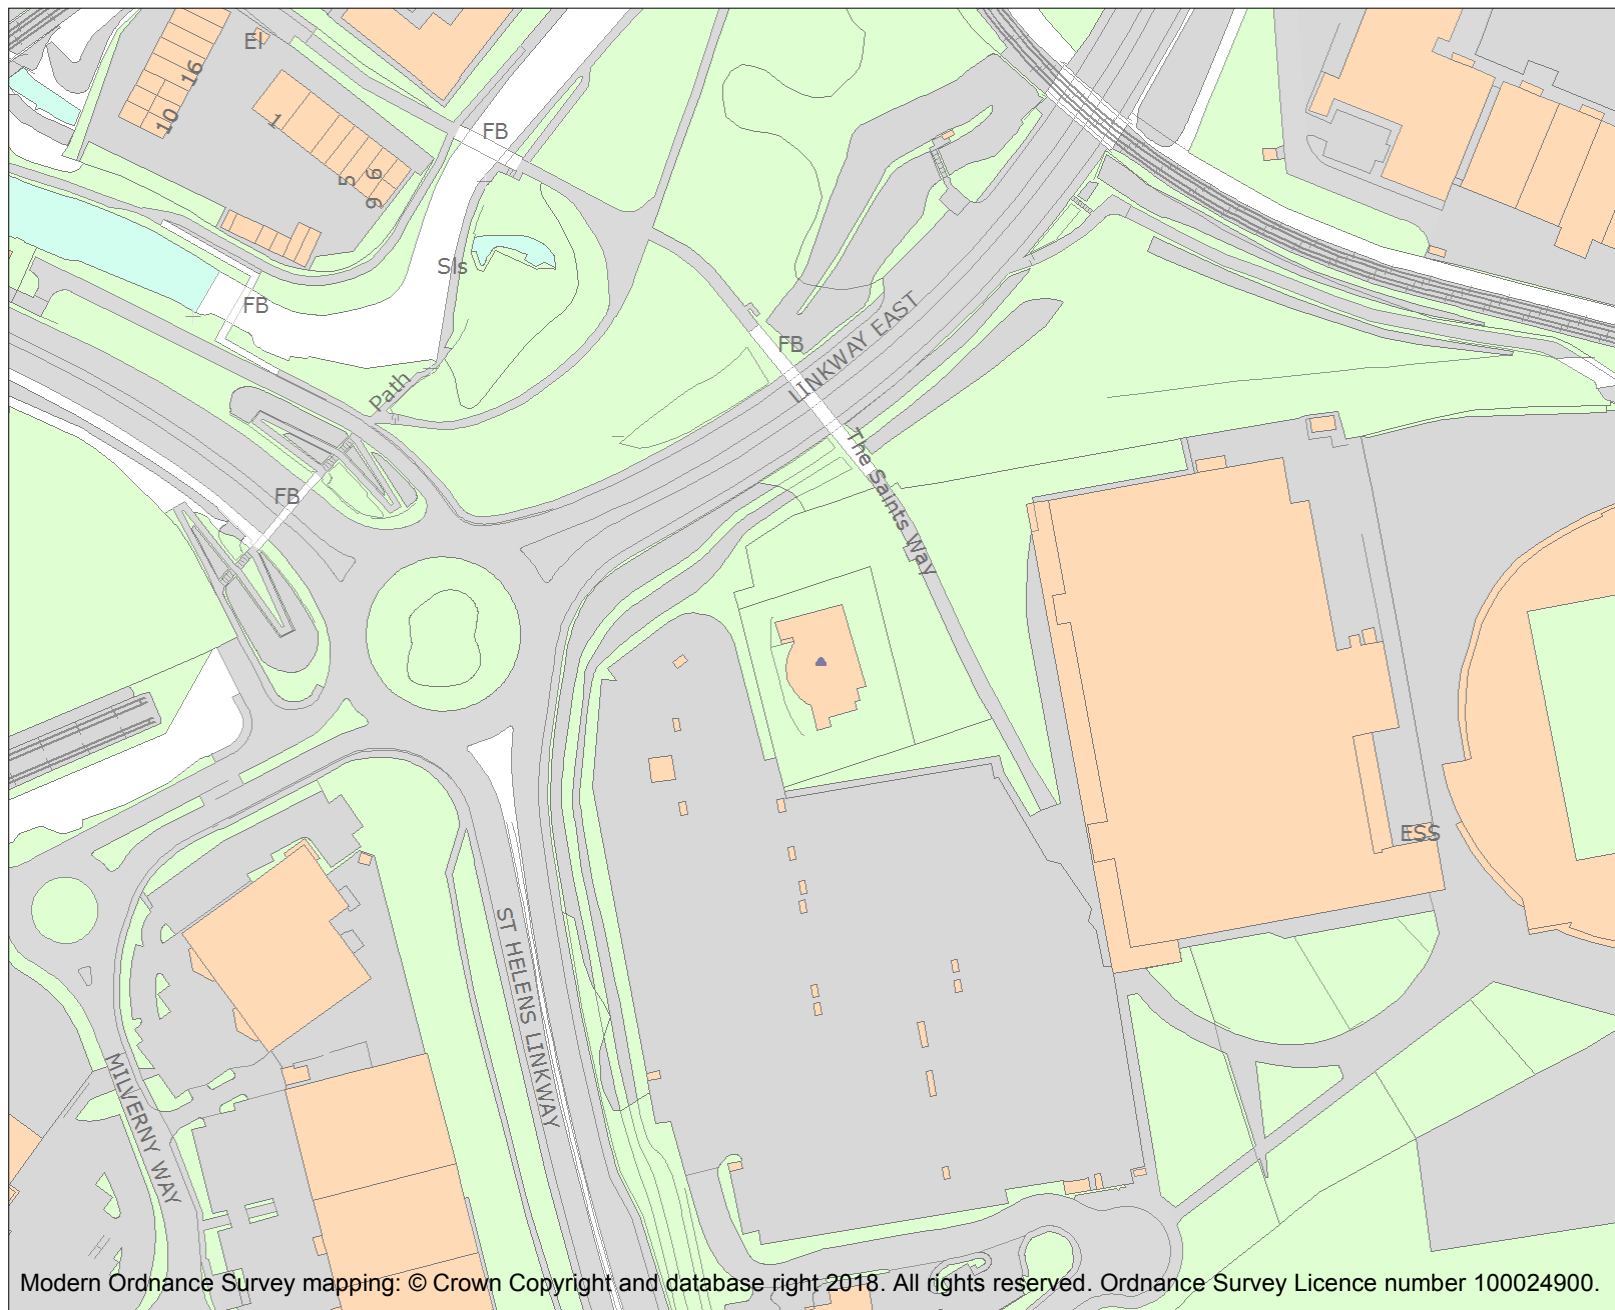 El
16
10
1
FB
5
6
9
Sls
FB
FB
LINKWAY EAST
Path
The Saints Way
FB
ESS
ST HELENS LINKWAY
MILVERNY WAY
Modern Ordnance Survey mapping: © Crown Copyright and database right 2018. All rights reserved. Ordnance Survey Licence number 100024900.